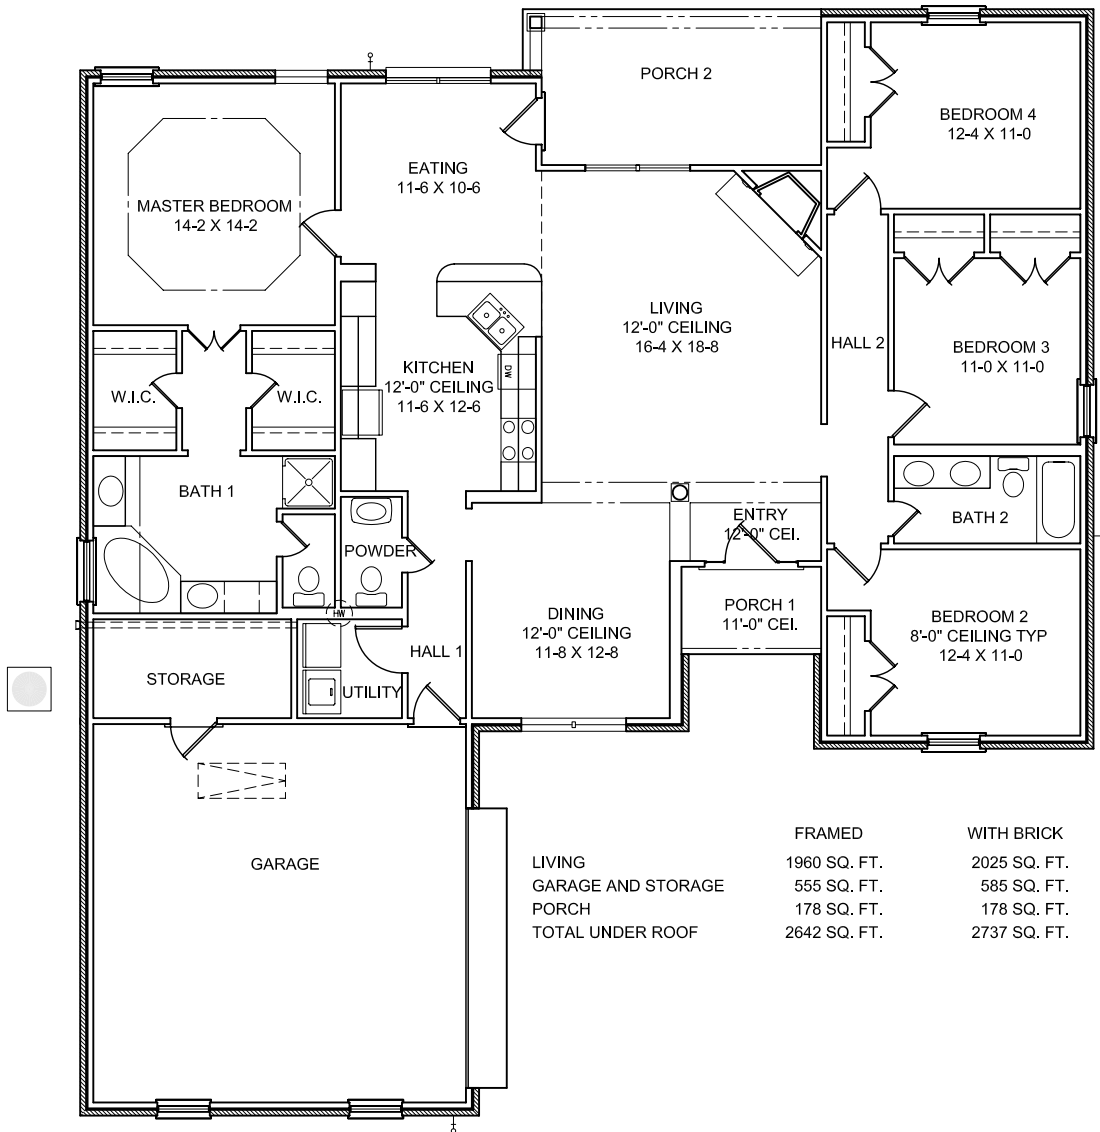 PORCH 2
BEDROOM 4
12-4 X 11-0
EATING
11-6 X 10-6
MASTER BEDROOM
14-2 X 14-2
LIVING
12'-0" CEILING
16-4 X 18-8
HALL 2
BEDROOM 3
11-0 X 11-0
KITCHEN
12'-0" CEILING
11-6 X 12-6
DW
W.I.C.
W.I.C.
BATH 1
ENTRY
12'-0" CEI.
BATH 2
POWDER
HW
DINING
12'-0" CEILING
11-8 X 12-8
PORCH 1
11'-0" CEI.
BEDROOM 2
8'-0" CEILING TYP
12-4 X 11-0
HALL 1
STORAGE
UTILITY
GARAGE
FRAMED WITH BRICK
LIVING 1960 SQ. FT. 2025 SQ. FT.
GARAGE AND STORAGE 555 SQ. FT. 585 SQ. FT.
PORCH 178 SQ. FT. 178 SQ. FT.
TOTAL UNDER ROOF 2642 SQ. FT. 2737 SQ. FT.